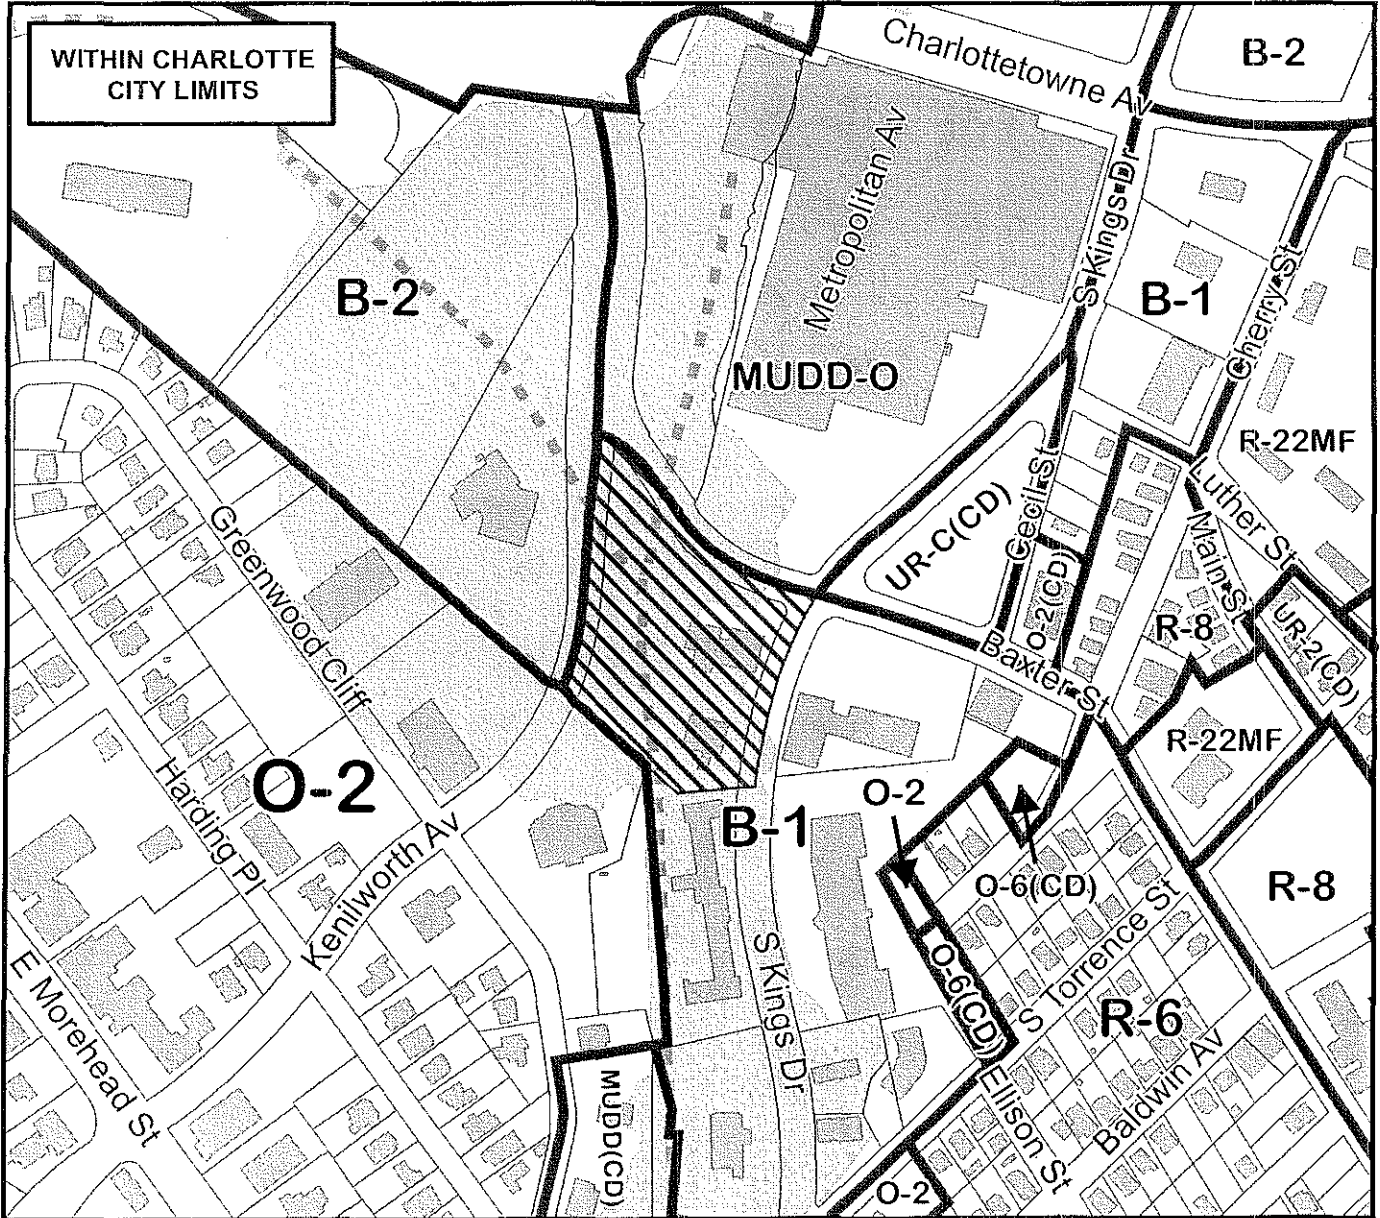 WITHIN CHARLOTTE
CITY LIMITS
Charlottetowne Av
B-2
Metropolitan Av
S Kings Dr
B-2
B-1
Cherry St
MUDD-O
R-22MF
Luther St
Cecil St
UR-C(CD)
Main St
Greenwood Cliff
O-2(CD)
R-8
UR-2(CD)
Baxter St
R-22MF
O-2
Harding Pl
O-2
B-1
Kenilworth Av
O-6(CD)
R-8
E Morehead St
S Kings Dr
O-6(CD)
S Torrence St
R-6
Baldwin Av
MUDD(CD)
Ellison St
O-2